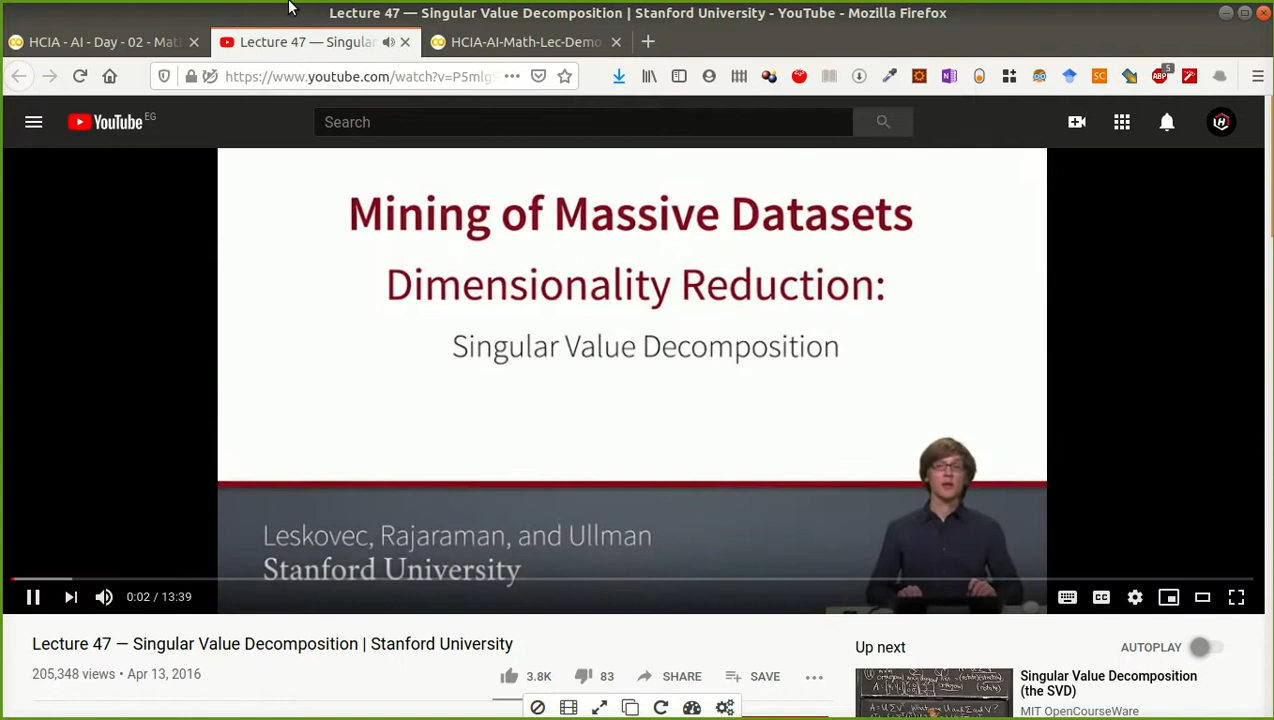 Lecture 47 — Singular Value Decomposition | Stanford University - YouTube - Mozilla Firefox
HCIA - AI - Day - 02 - Mat
Lecture 47 — Singular
HCIA-AI-Math-Lec-Demo
https://www.youtube.com/watch?v=P5mlg
5
YouTube EG
Search
Mining of Massive Datasets
Dimensionality Reduction:
Singular Value Decomposition
Leskovec, Rajaraman, and Ullman
Stanford University
0:02 / 13:39
Lecture 47 — Singular Value Decomposition | Stanford University
205,348 views • Apr 13, 2016
3.8K
83
SHARE
SAVE
Up next
AUTOPLAY
Singular Value Decomposition
(the SVD)
MIT OpenCourseWare